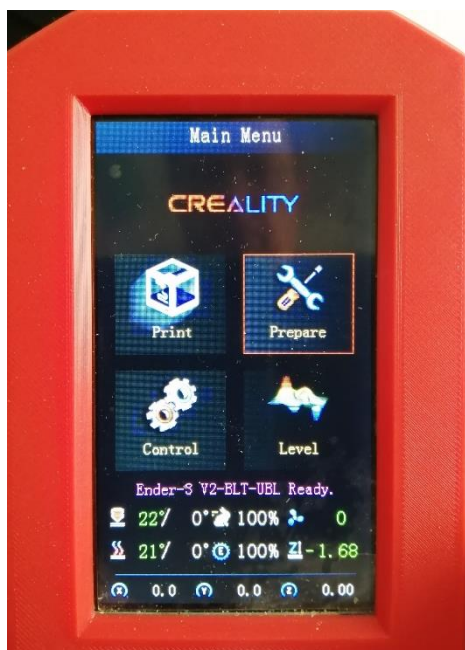 Main Menu
CREALITY
Print
Prepare
Control
Level
Ender-3 V2-BLT-UBL Ready.
22°/ 0° 100% 0
21°/ 0° E 100% Z -1.68
X 0.0 Y 0.0 Z 0.00